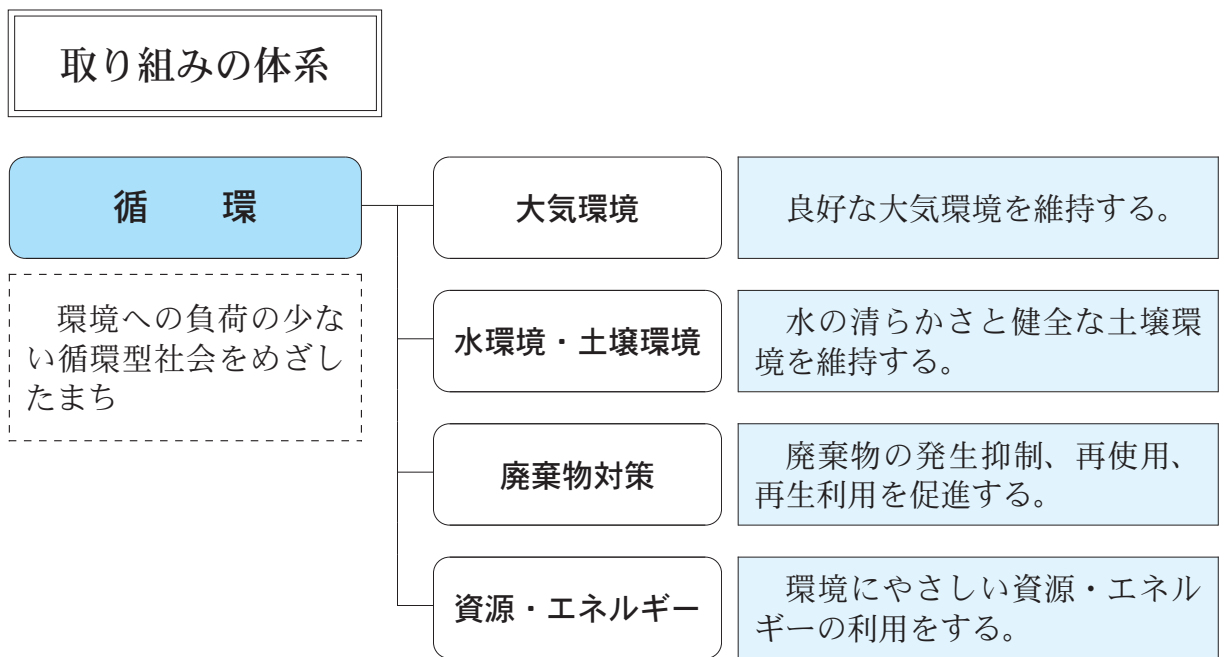 取り組みの体系
循　環
環境への負荷の少な
い循環型社会をめざし
たまち
大気環境
良好な大気環境を維持する。
水環境・土壌環境
水の清らかさと健全な土壌環
境を維持する。
廃棄物対策
廃棄物の発生抑制、再使用、
再生利用を促進する。
資源・エネルギー
環境にやさしい資源・エネル
ギーの利用をする。